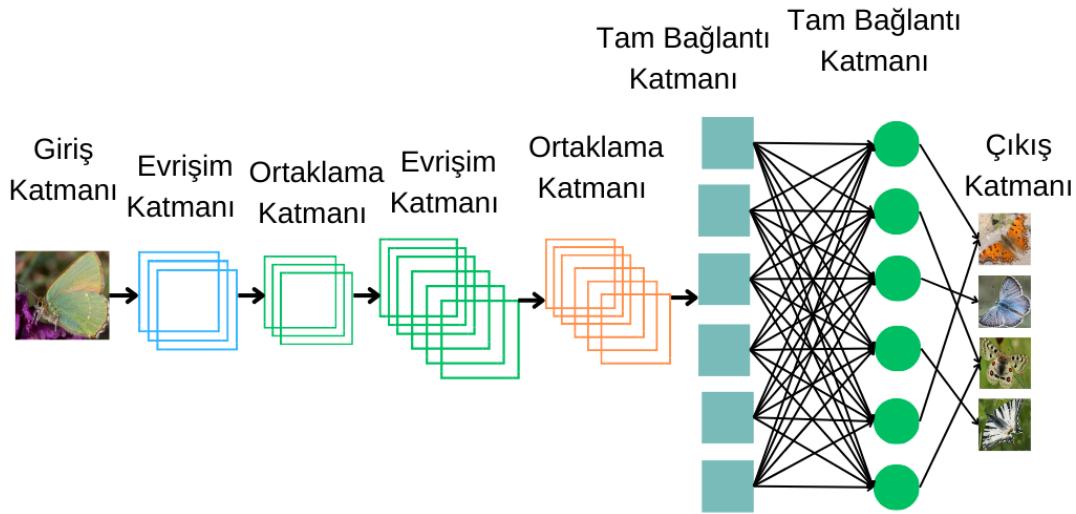 Giriş
Katmanı
Evrişim
Katmanı
Ortaklama
Katmanı
Evrişim
Katmanı
Ortaklama
Katmanı
Tam Bağlantı
Katmanı
Tam Bağlantı
Katmanı
Çıkış
Katmanı